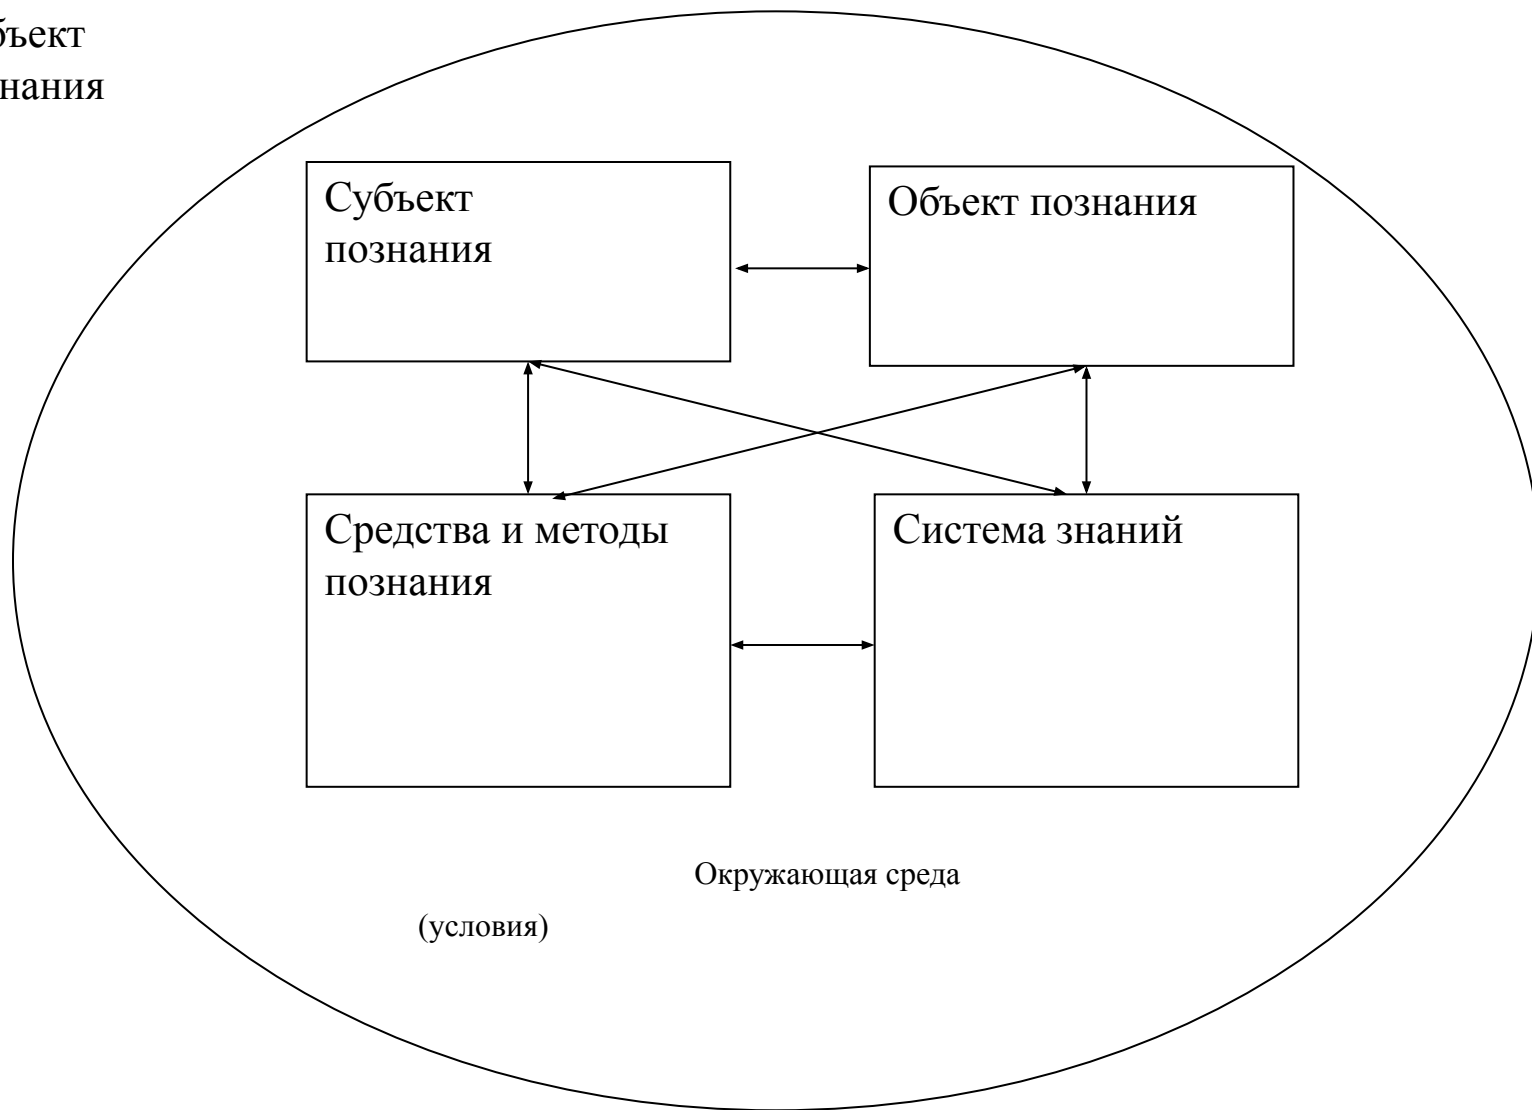 бъект
нания
Субъект
познания
Объект познания
Средства и методы
познания
Система знаний
Окружающая среда
(условия)